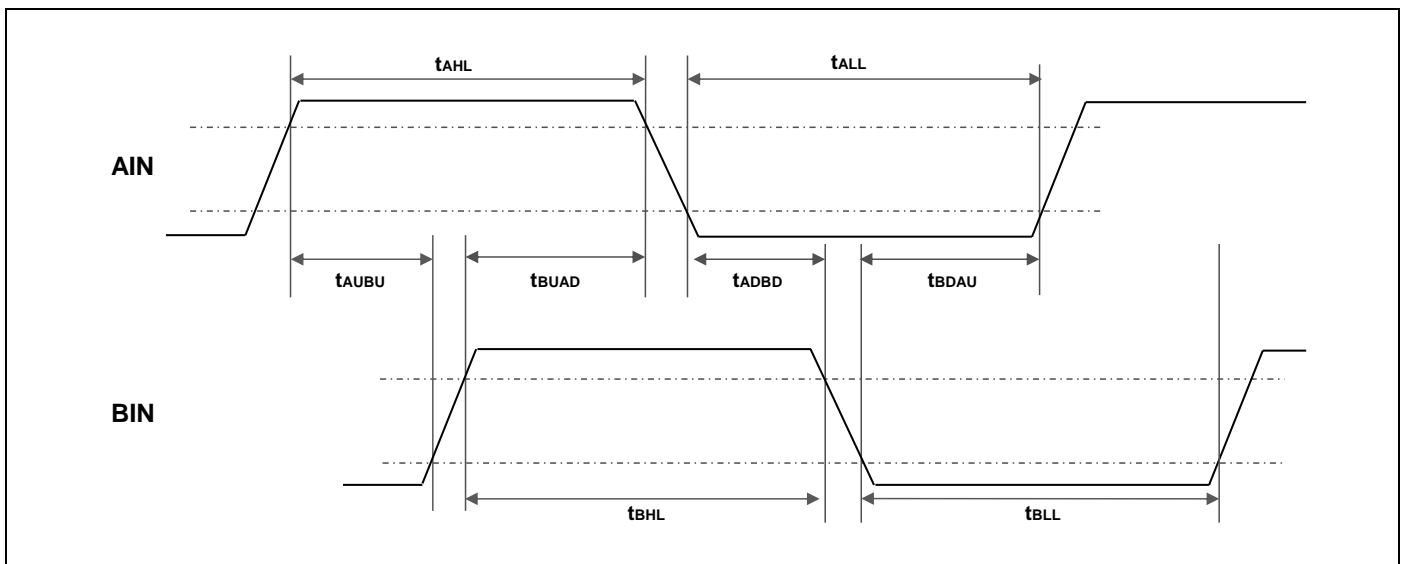 tAHL
tALL
AIN
tAUBU
tBUAD
tADBD
tBDAU
BIN
tBHL
tBLL